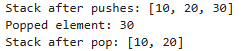 Stack after pushes: [10, 20, 30]
Popped element: 30
Stack after pop: [10, 20]